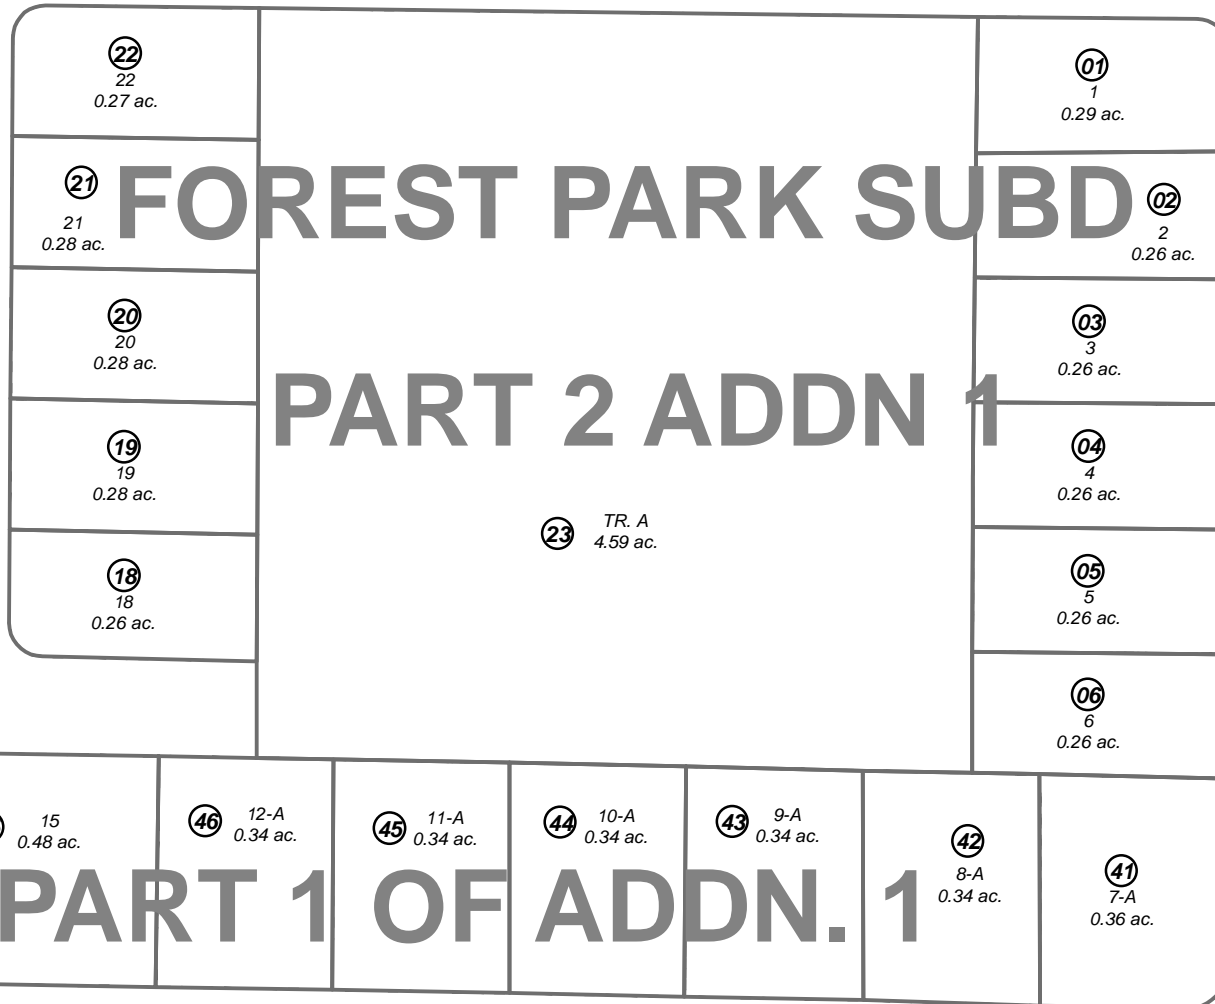 22
22
0.27 ac.
01
1
0.29 ac.
FOREST PARK SUBD
21
21
0.28 ac.
02
2
0.26 ac.
20
20
0.28 ac.
03
3
0.26 ac.
PART 2 ADDN 1
19
19
0.28 ac.
04
4
0.26 ac.
23
TR. A
4.59 ac.
18
18
0.26 ac.
05
5
0.26 ac.
06
6
0.26 ac.
15
0.48 ac.
46
12-A
0.34 ac.
45
11-A
0.34 ac.
44
10-A
0.34 ac.
43
9-A
0.34 ac.
42
8-A
0.34 ac.
41
7-A
0.36 ac.
PART 1 OF ADDN. 1